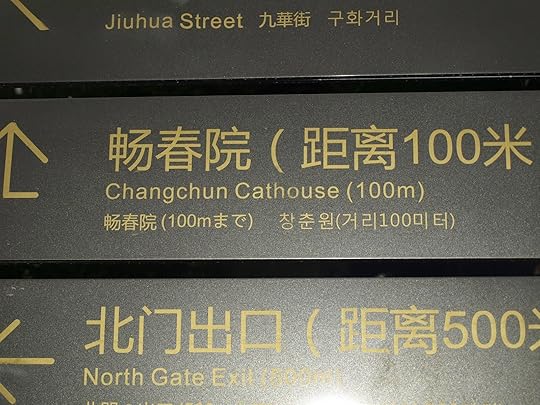 Jiuhua Street 九華街 구화거리
畅春院（距离100米
Changchun Cathouse (100m)
畅春院 (100mまで) 창춘원(거리100미터)
北门出口（距离500米
North Gate Exit (500m)